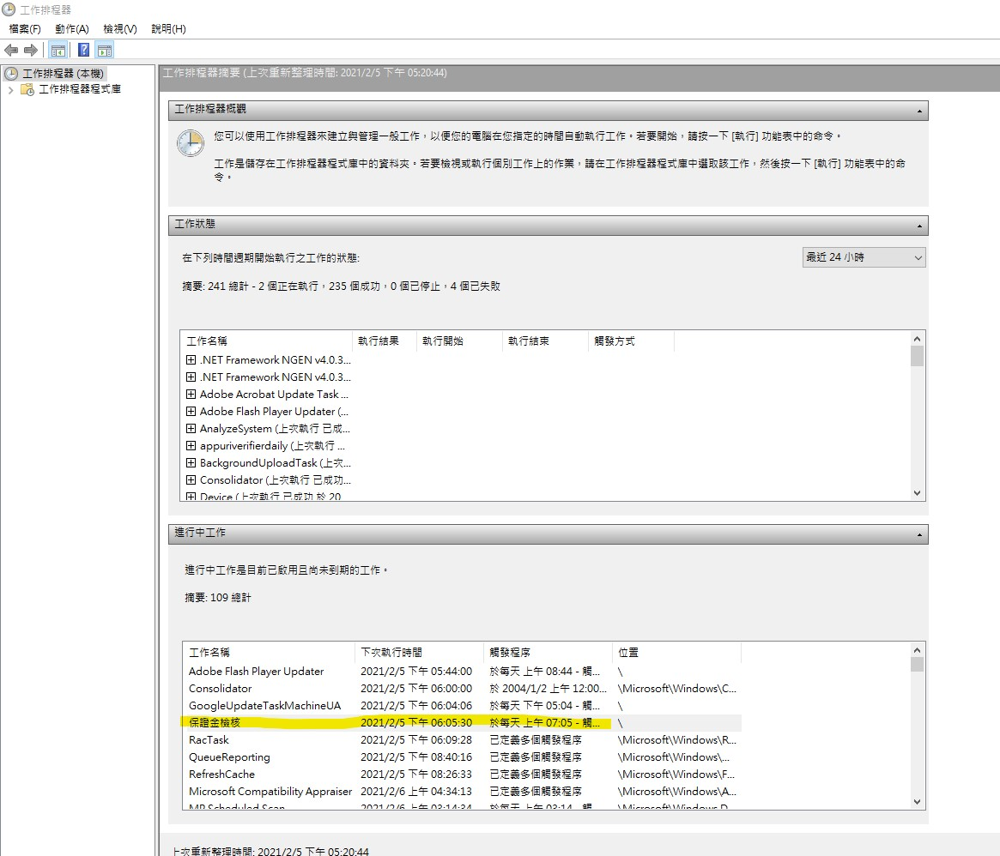 工作排程器
檔案(F) 動作(A) 檢視(V) 說明(H)
工作排程器 (本機)
工作排程器程式庫
工作排程器摘要 (上次重新整理時間: 2021/2/5 下午 05:20:44)
工作排程器概觀
您可以使用工作排程器來建立與管理一般工作，以便您的電腦在您指定的時間自動執行工作。若要開始，請按一下 [執行] 功能表中的命令。
工作是儲存在工作排程器程式庫中的資料夾。若要檢視或執行個別工作上的作業，請在工作排程器程式庫中選取該工作，然後按一下 [執行] 功能表中的命
令。
工作狀態
在下列時間週期開始執行之工作的狀態: 最近 24 小時
摘要: 241 總計 - 2 個正在執行，235 個成功，0 個已停止，4 個已失敗
工作名稱 執行結果 執行開始 執行結束 觸發方式
.NET Framework NGEN v4.0.3...
.NET Framework NGEN v4.0.3...
Adobe Acrobat Update Task ...
Adobe Flash Player Updater (...
AnalyzeSystem (上次執行 已成...
appuriverifierdaily (上次執行 ...
BackgroundUploadTask (上次...
Consolidator (上次執行 已成功...
Device (上次執行 已成功 於 20
進行中工作
進行中工作是目前已啟用且尚未到期的工作。
摘要: 109 總計
工作名稱 下次執行時間 觸發程序 位置
Adobe Flash Player Updater 2021/2/5 下午 05:44:00 於每天 上午 08:44 - 觸... \
Consolidator 2021/2/5 下午 06:00:00 於 2004/1/2 上午 12:00... \Microsoft\Windows\C...
GoogleUpdateTaskMachineUA 2021/2/5 下午 06:04:06 於每天 下午 05:04 - 觸... \
保證金檢核 2021/2/5 下午 06:05:30 於每天 上午 07:05 - 觸... \
RacTask 2021/2/5 下午 06:09:28 已定義多個觸發程序 \Microsoft\Windows\R...
QueueReporting 2021/2/5 下午 08:40:16 已定義多個觸發程序 \Microsoft\Windows\...
RefreshCache 2021/2/5 下午 08:26:33 已定義多個觸發程序 \Microsoft\Windows\F...
Microsoft Compatibility Appraiser 2021/2/6 上午 04:34:13 已定義多個觸發程序 \Microsoft\Windows\A...
MP Scheduled Scan 2021/2/6 上午 03:14:34 於每天 上午 03:14 - 觸... \Microsoft\Windows D
上次重新整理時間: 2021/2/5 下午 05:20:44